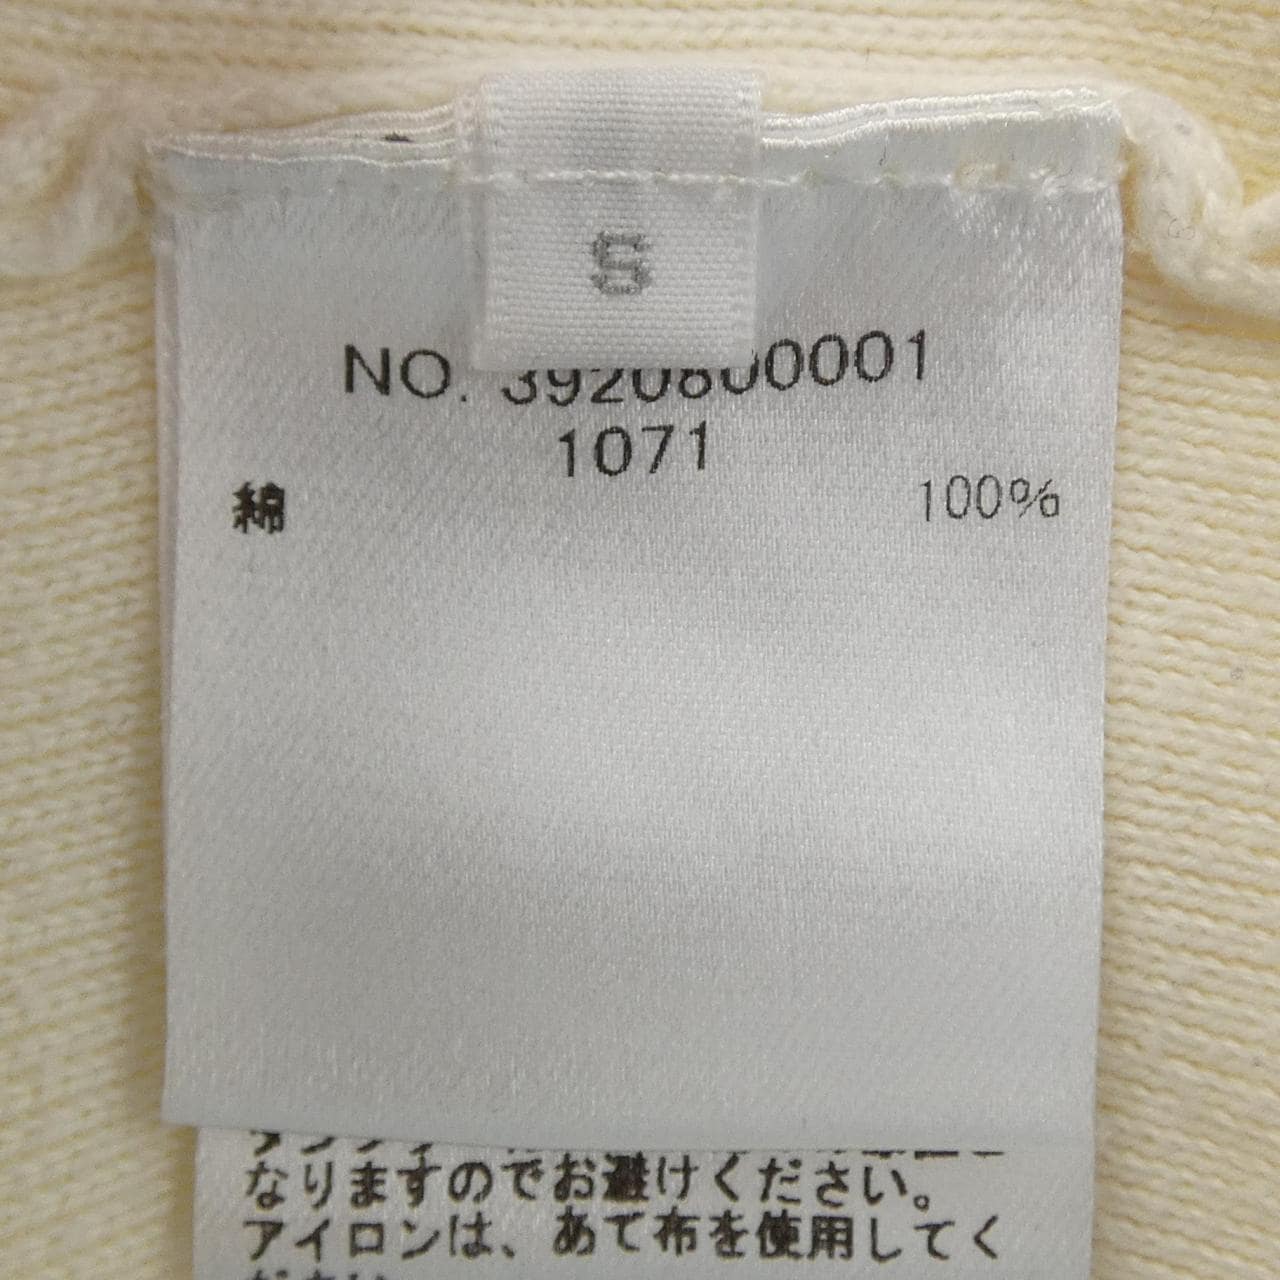 S
NO. 3920800001
1071
綿 100%
なりますのでお避けください。
アイロンは、あて布を使用してく